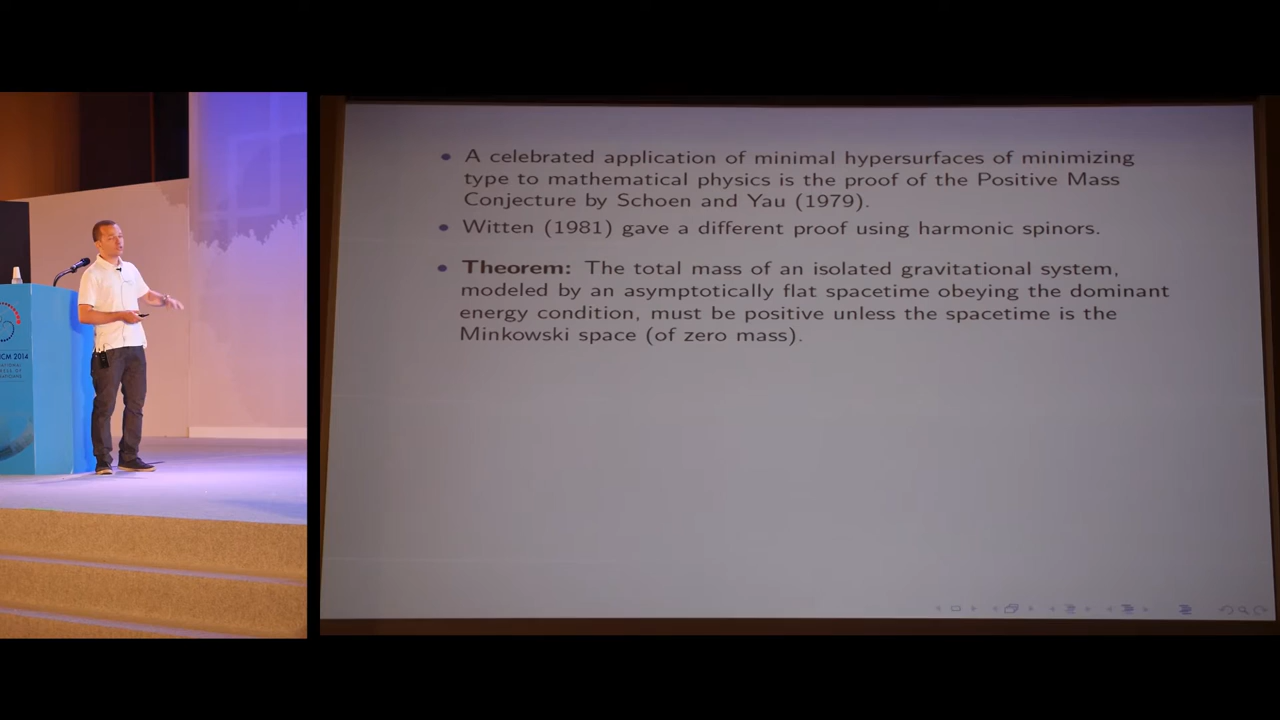 A celebrated application of minimal hypersurfaces of minimizing
type to mathematical physics is the proof of the Positive Mass
Conjecture by Schoen and Yau (1979).
Witten (1981) gave a different proof using harmonic spinors.
Theorem: The total mass of an isolated gravitational system,
modeled by an asymptotically flat spacetime obeying the dominant
energy condition, must be positive unless the spacetime is the
Minkowski space (of zero mass).
CM 2014